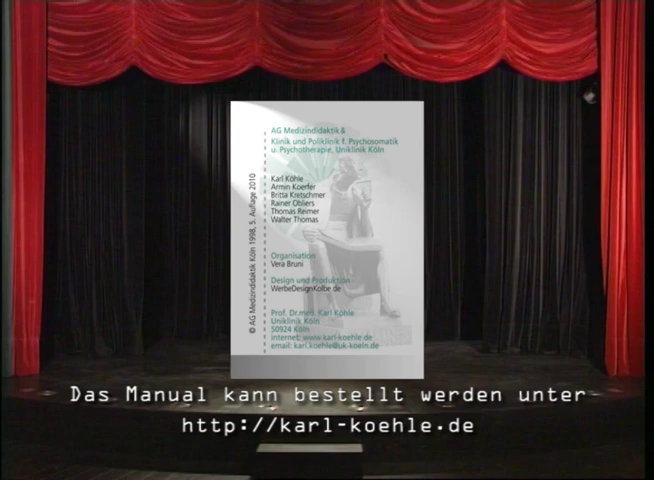 AG Medizindidaktik &
Klinik und Poliklinik f. Psychosomatik
u. Psychotherapie, Uniklinik Köln
Karl Köhle
Armin Koerfer
Britta Kretschmer
Rainer Obliers
Thomas Reimer
Walter Thomas
Organisation
Vera Bruni
Design und Produktion
WerbeDesignKolbe.de
Prof. Dr.med. Karl Köhle
Uniklinik Köln
50924 Köln
internet: www.karl-koehle.de
email: karl.koehle@uk-koeln.de
© AG Medizindidaktik Köln 1998, 5. Auflage 2010
Das Manual kann bestellt werden unter
http://karl-koehle.de